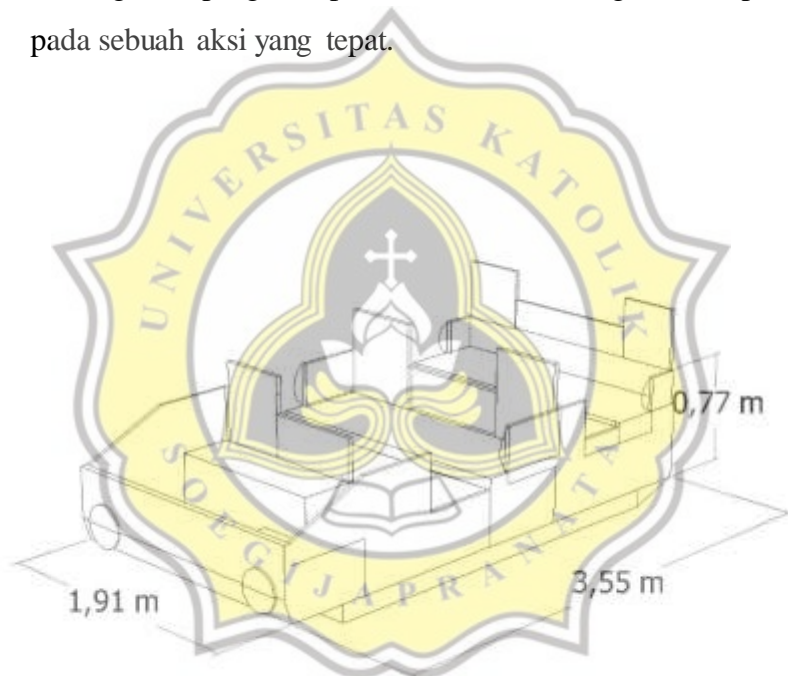 pada sebuah aksi yang tepat.
UNIVERSITAS KATOLIK
0,77 m
3,55 m
1,91 m
SOEGIJAPRANATA